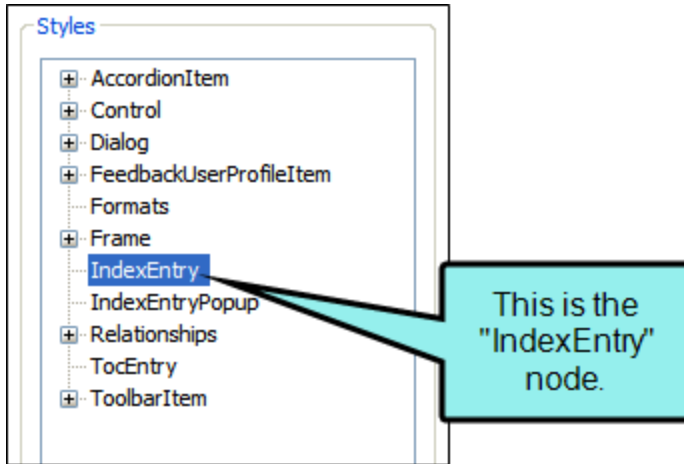 Styles
AccordionItem
Control
Dialog
FeedbackUserProfileItem
Formats
Frame
IndexEntry
IndexEntryPopup
Relationships
TocEntry
ToolbarItem
This is the
"IndexEntry"
node.